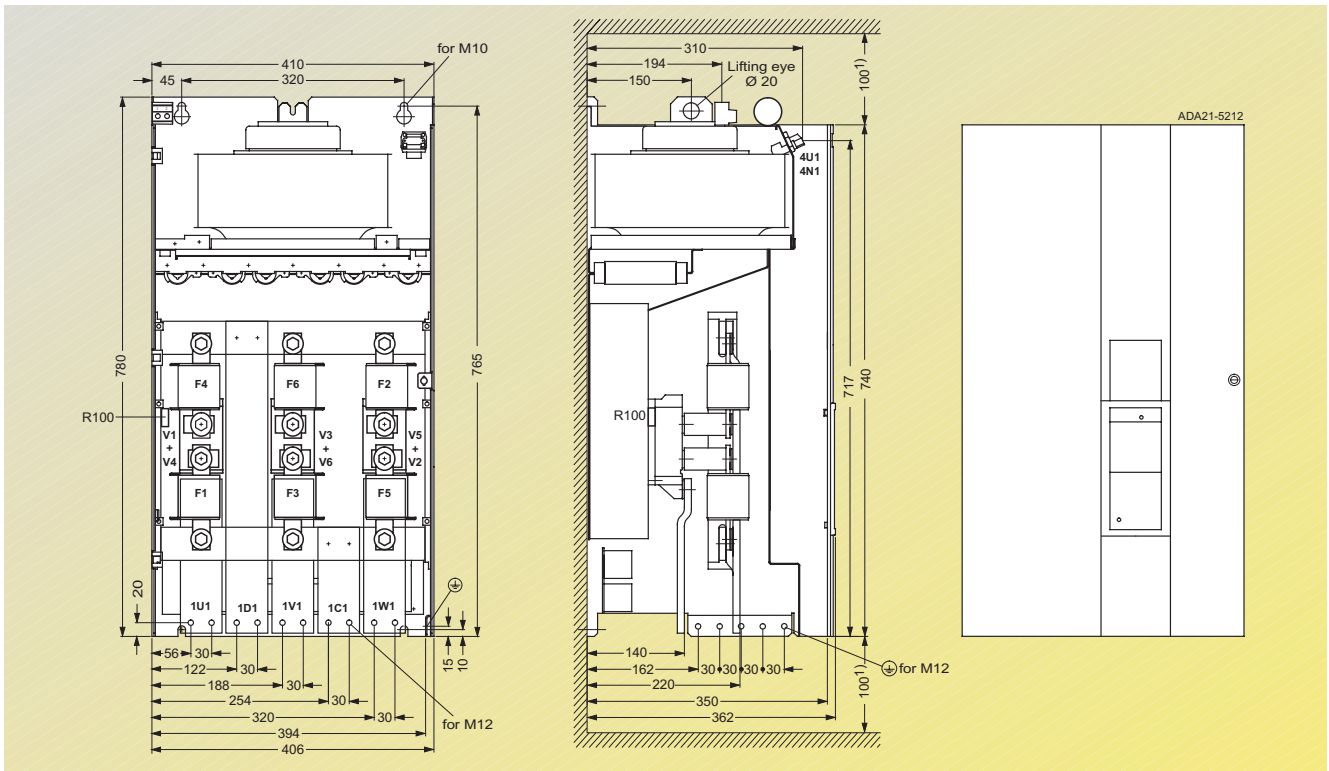 for M10
410
45
320
780
765
F4
F6
F2
R100
V1
+
V4
V3
+
V6
V5
+
V2
F1
F3
F5
20
1U1
1D1
1V1
1C1
1W1
56
30
122
30
188
30
254
30
320
30
394
406
15
10
for M12
310
194
150
Lifting eye
Ø 20
100¹⁾
4U1
4N1
R100
717
740
140
162
30
30
30
30
220
350
362
for M12
100¹⁾
ADA21-5212